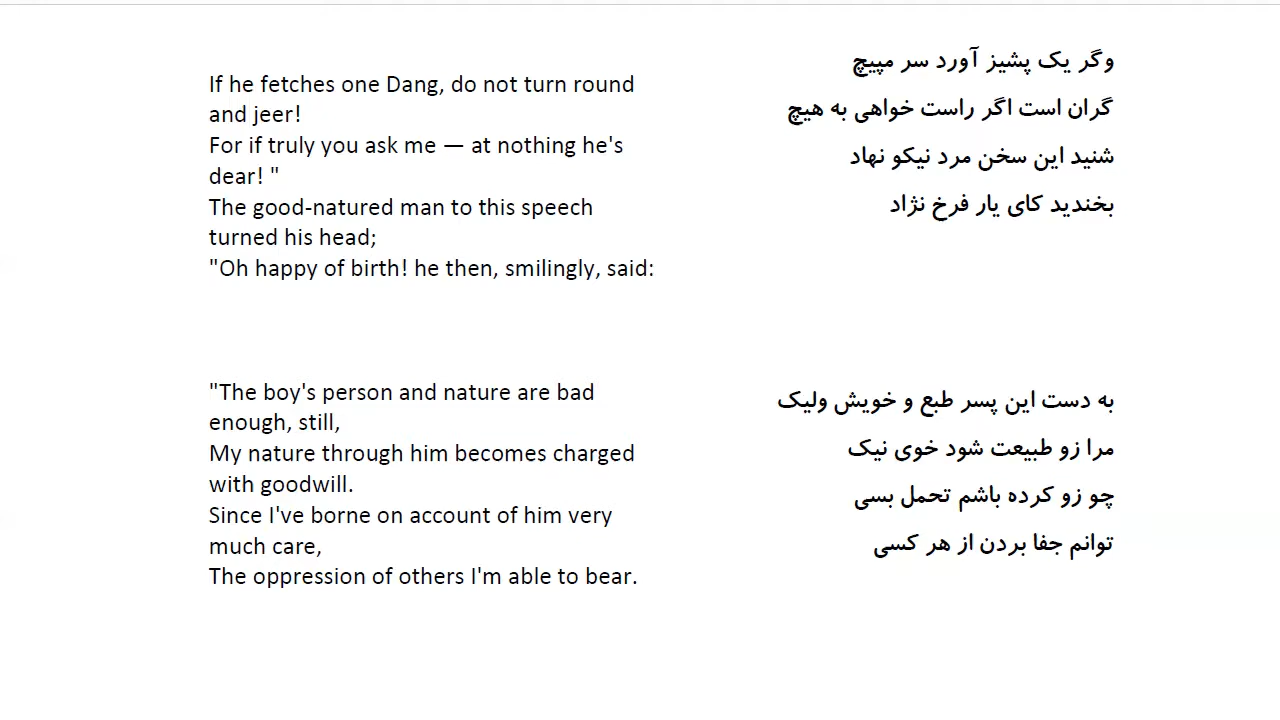 If he fetches one Dang, do not turn round
and jeer!
For if truly you ask me — at nothing he's
dear! "
The good-natured man to this speech
turned his head;
"Oh happy of birth! he then, smilingly, said:
وگر یک پشیز آورد سر مپیچ
گران است اگر راست خواهی به هیچ
شنید این سخن مرد نیکو نهاد
بخندید کای یار فرخ نژاد
"The boy's person and nature are bad
enough, still,
My nature through him becomes charged
with goodwill.
Since I've borne on account of him very
much care,
The oppression of others I'm able to bear.
به دست این پسر طبع و خویش ولیک
مرا زو طبیعت شود خوی نیک
چو زو کرده باشم تحمل بسی
توانم جفا بردن از هر کسی